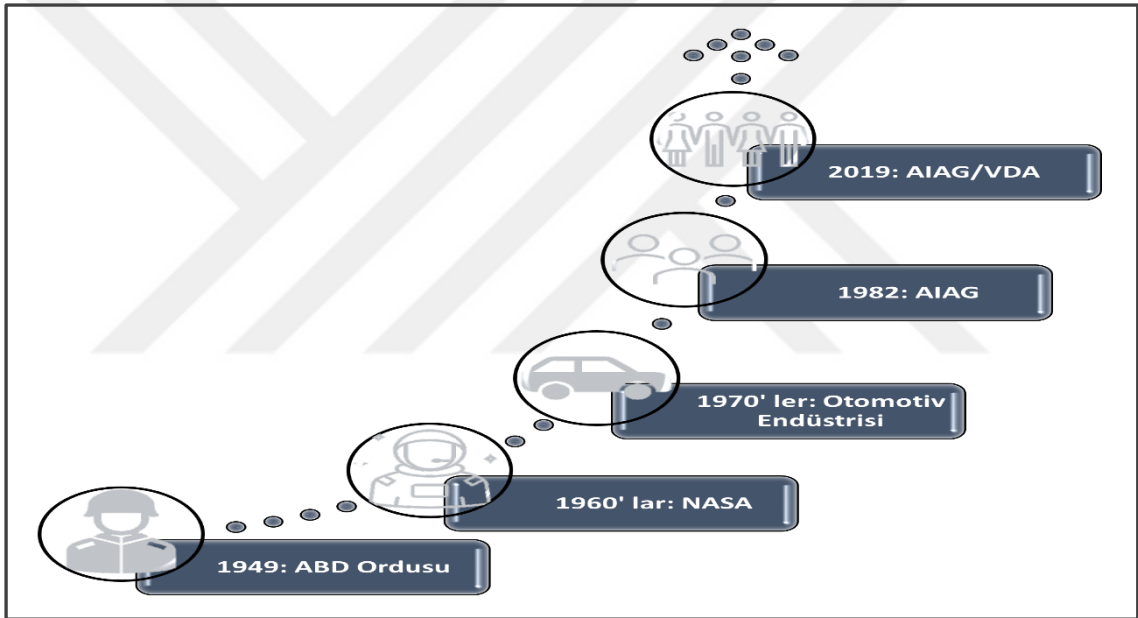 2019: AIAG/VDA
1982: AIAG
1970' ler: Otomotiv
Endüstrisi
1960' lar: NASA
1949: ABD Ordusu